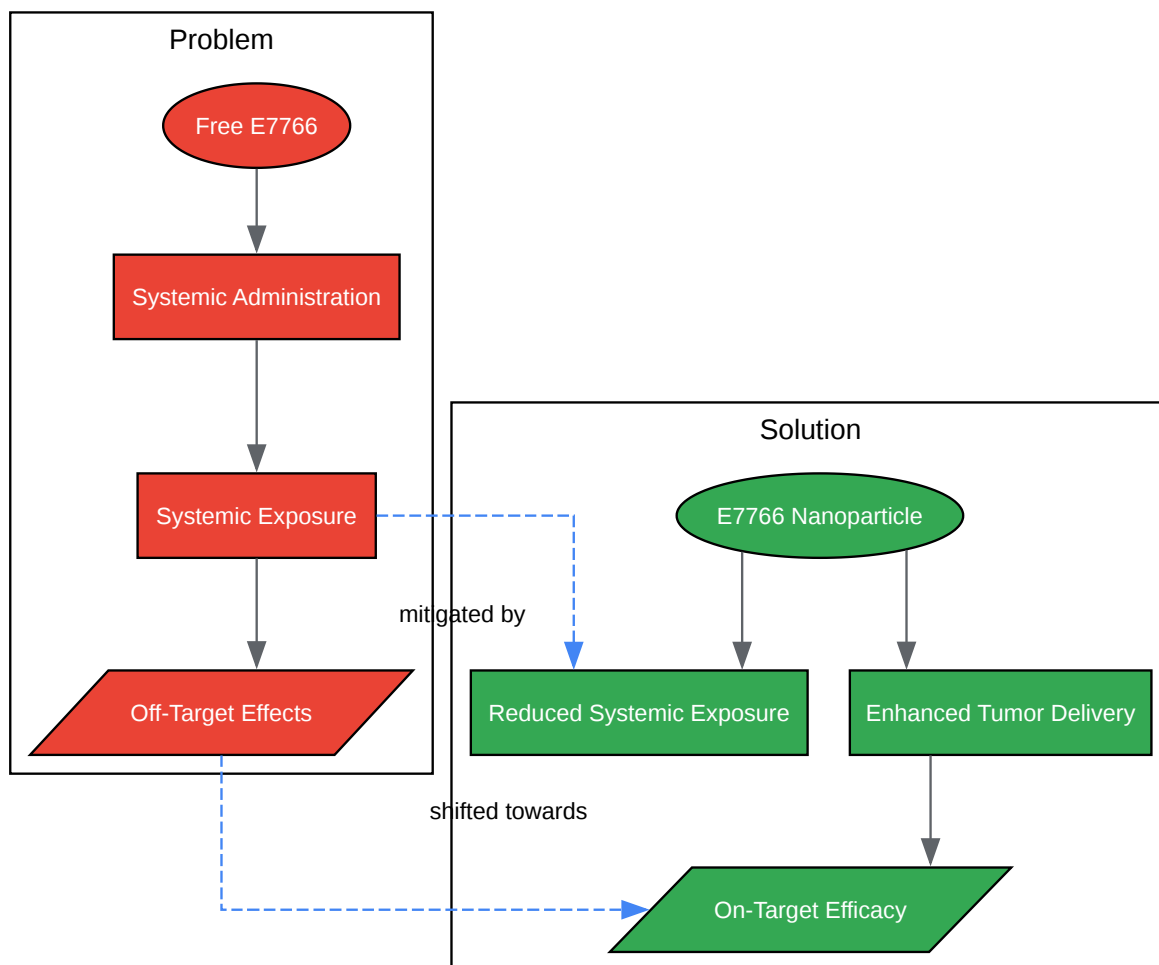 Problem
Free E7766
Systemic Administration
Systemic Exposure
Off-Target Effects
mitigated by
shifted towards
Solution
E7766 Nanoparticle
Reduced Systemic Exposure
Enhanced Tumor Delivery
On-Target Efficacy